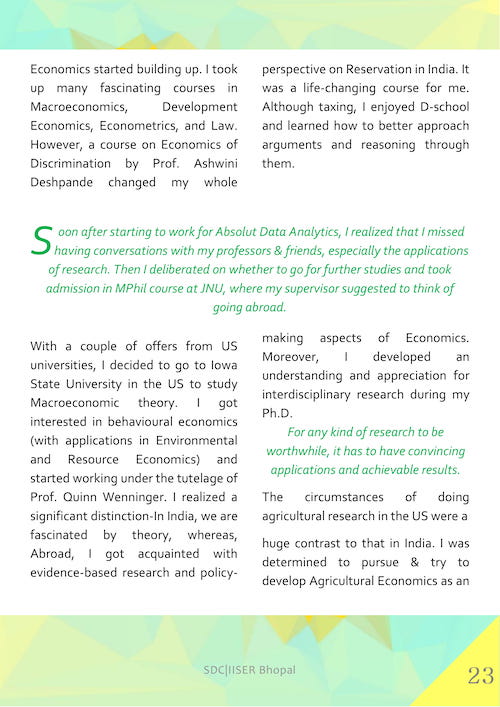 Economics started building up. I took
up many fascinating courses in
Macroeconomics, Development
Economics, Econometrics, and Law.
However, a course on Economics of
Discrimination by Prof. Ashwini
Deshpande changed my whole
perspective on Reservation in India. It
was a life-changing course for me.
Although taxing, I enjoyed D-school
and learned how to better approach
arguments and reasoning through
them.
Soon after starting to work for Absolut Data Analytics, I realized that I missed
having conversations with my professors & friends, especially the applications
of research. Then I deliberated on whether to go for further studies and took
admission in MPhil course at JNU, where my supervisor suggested to think of
going abroad.
With a couple of offers from US
universities, I decided to go to Iowa
State University in the US to study
Macroeconomic theory. I got
interested in behavioural economics
(with applications in Environmental
and Resource Economics) and
started working under the tutelage of
Prof. Quinn Wenninger. I realized a
significant distinction-In India, we are
fascinated by theory, whereas,
Abroad, I got acquainted with
evidence-based research and policy-
making aspects of Economics.
Moreover, I developed an
understanding and appreciation for
interdisciplinary research during my
Ph.D.
For any kind of research to be
worthwhile, it has to have convincing
applications and achievable results.
The circumstances of doing
agricultural research in the US were a
huge contrast to that in India. I was
determined to pursue & try to
develop Agricultural Economics as an
SDC|IISER Bhopal
23